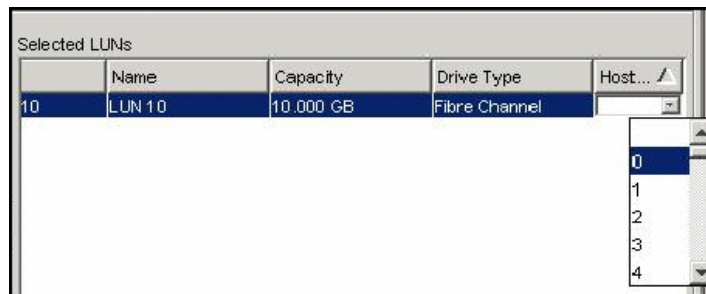 Selected LUNs
Name Capacity Drive Type Host...
10 LUN 10 10.000 GB Fibre Channel
0
1
2
3
4